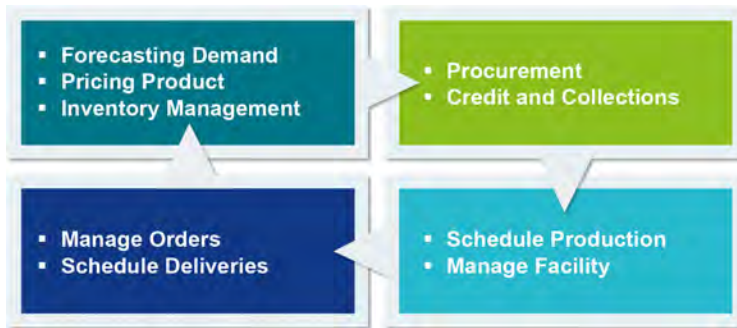 ▪ Forecasting Demand
▪ Pricing Product
▪ Inventory Management
▪ Procurement
▪ Credit and Collections
▪ Manage Orders
▪ Schedule Deliveries
▪ Schedule Production
▪ Manage Facility